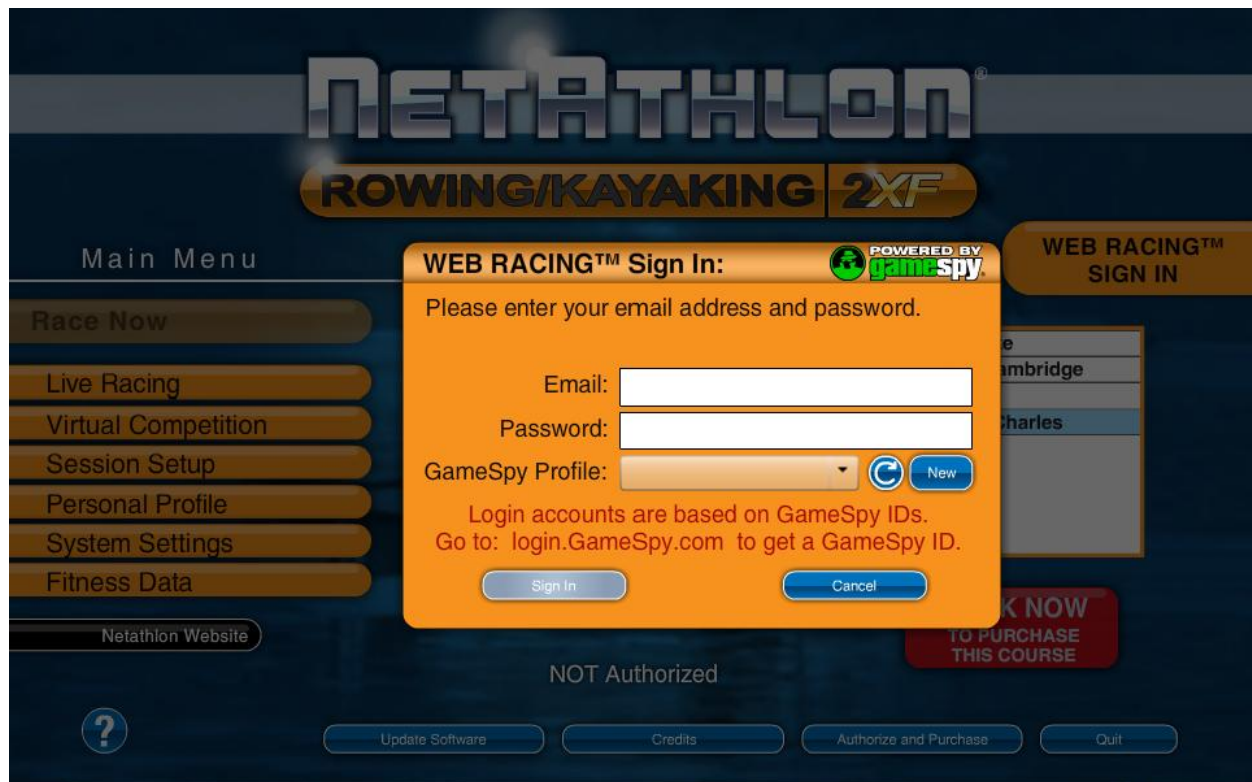 NETATHLON®
ROWING/KAYAKING 2XF
Main Menu
WEB RACING™
SIGN IN
Race Now
Live Racing
Virtual Competition
Session Setup
Personal Profile
System Settings
Fitness Data
Netathlon Website
WEB RACING™ Sign In:
POWERED BY
gamespy.
Please enter your email address and password.
Email:
Password:
GameSpy Profile:
New
Login accounts are based on GameSpy IDs.
Go to: login.GameSpy.com to get a GameSpy ID.
Sign In
Cancel
NOW
TO PURCHASE
THIS COURSE
NOT Authorized
?
Update Software
Credits
Authorize and Purchase
Quit